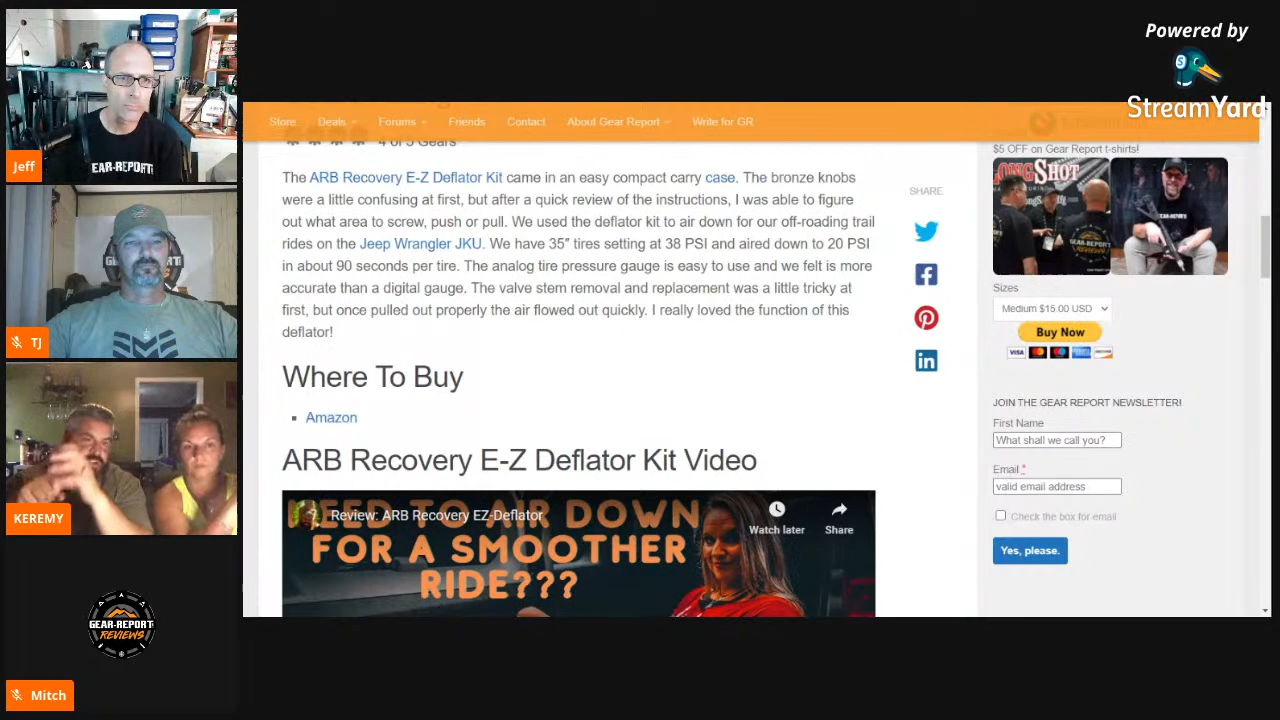 Powered by
StreamYard
GEAR-REPORT
Jeff
TJ
KEREMY
GEAR-REPORT
REVIEWS
Mitch
Store
Deals
Forums
Friends
Contact
About Gear Report
Write for GR
4 of 5 Gears
The ARB Recovery E-Z Deflator Kit came in an easy compact carry case. The bronze knobs
were a little confusing at first, but after a quick review of the instructions, I was able to figure
out what area to screw, push or pull. We used the deflator kit to air down for our off-roading trail
rides on the Jeep Wrangler JKU. We have 35″ tires setting at 38 PSI and aired down to 20 PSI
in about 90 seconds per tire. The analog tire pressure gauge is easy to use and we felt is more
accurate than a digital gauge. The valve stem removal and replacement was a little tricky at
first, but once pulled out properly the air flowed out quickly. I really loved the function of this
deflator!
Where To Buy
Amazon
ARB Recovery E-Z Deflator Kit Video
Review: ARB Recovery EZ-Deflator
Watch later
Share
TO AIR DOWN
FOR A SMOOTHER
RIDE???
SHARE
$5 OFF on Gear Report t-shirts!
Sizes
Medium $15.00 USD
Buy Now
VISA
JOIN THE GEAR REPORT NEWSLETTER!
First Name
What shall we call you?
Email *
valid email address
Check the box for email
Yes, please.